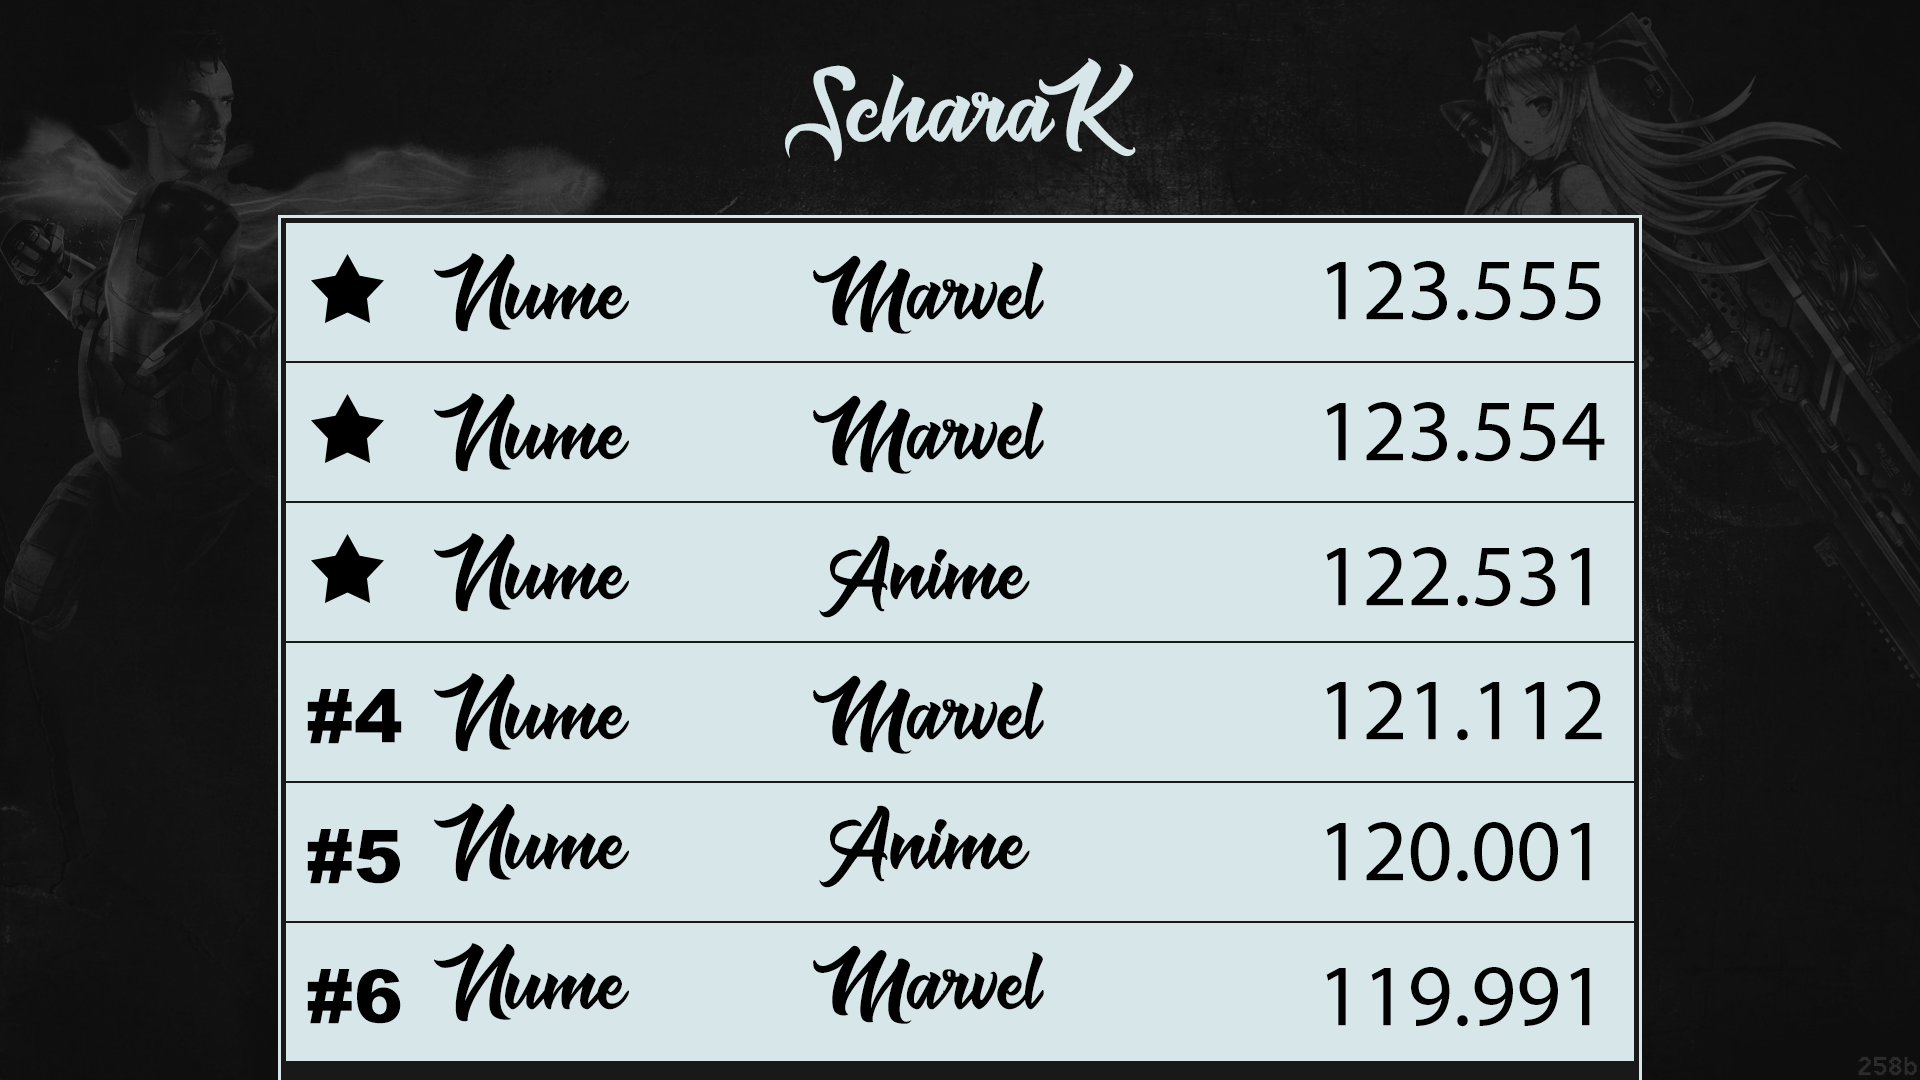 ScharaK
Nume Marvel 123.555
Nume Marvel 123.554
Nume Anime 122.531
#4 Nume Marvel 121.112
#5 Nume Anime 120.001
#6 Nume Marvel 119.991
258b